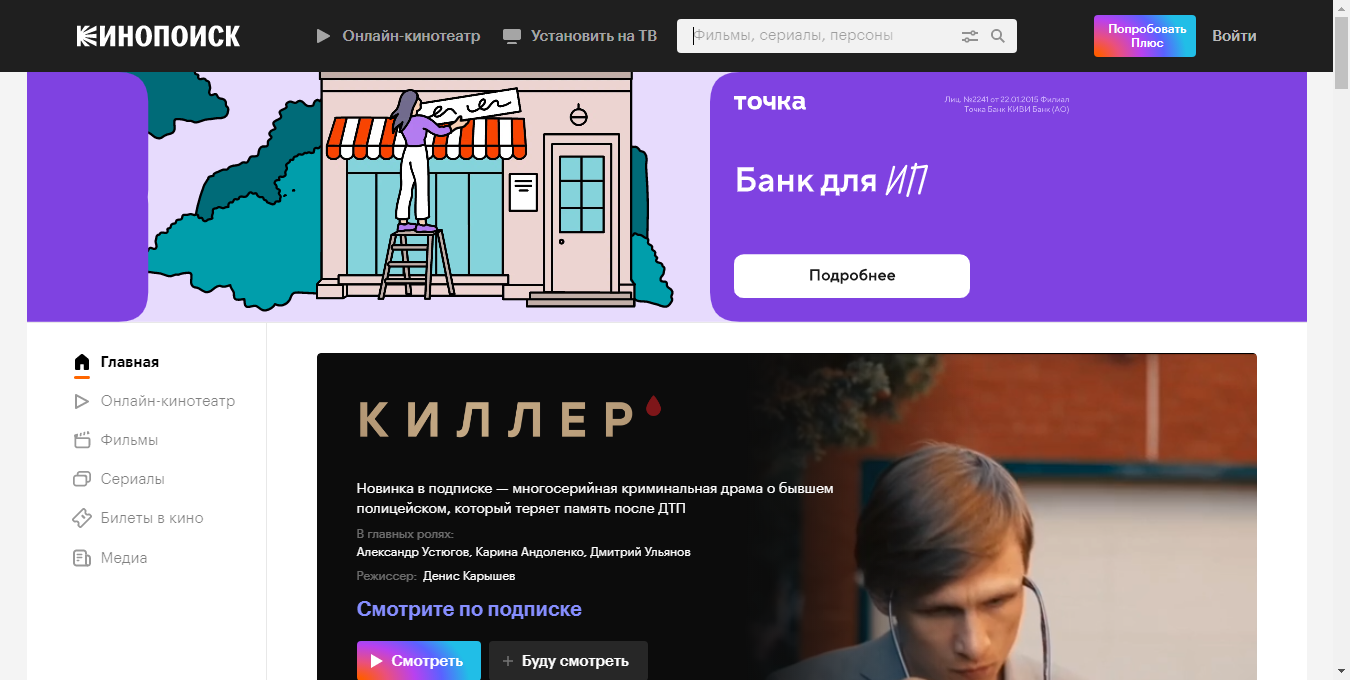 КИНОПОИСК
Онлайн-кинотеатр
Установить на ТВ
Фильмы, сериалы, персоны
Попробовать
Плюс
Войти
точка
Лиц. №2241 от 22.01.2015 Филиал
Точка Банк КИВИ Банк (АО)
Банк для ИП
Подробнее
Главная
Онлайн-кинотеатр
Фильмы
Сериалы
Билеты в кино
Медиа
КИЛЛЕР
Новинка в подписке — многосерийная криминальная драма о бывшем
полицейском, который теряет память после ДТП
В главных ролях:
Александр Устюгов, Карина Андоленко, Дмитрий Ульянов
Режиссер: Денис Карышев
Смотрите по подписке
Смотреть
+ Буду смотреть